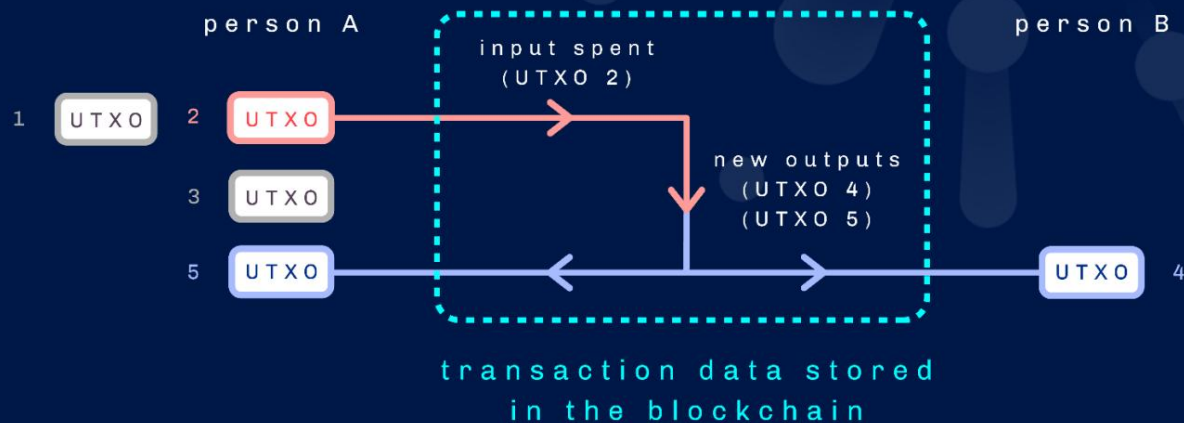 person A
person B
input spent
(UTXO 2)
1 UTXO 2 UTXO
new outputs
(UTXO 4)
(UTXO 5)
3 UTXO
5 UTXO
UTXO 4
transaction data stored
in the blockchain